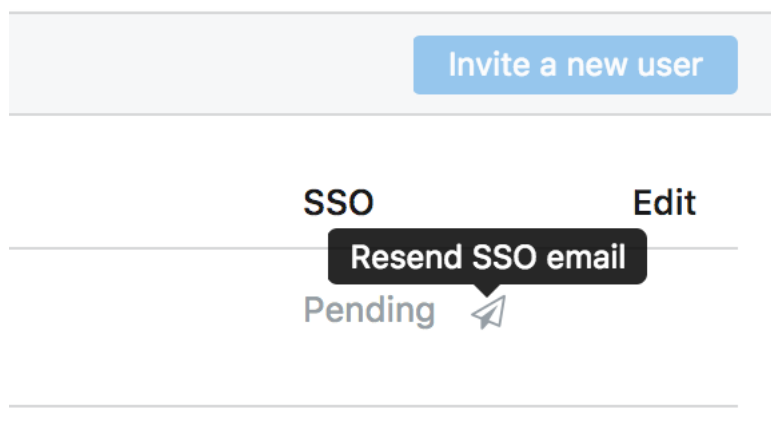 Invite a new user
SSO Edit
Resend SSO email
Pending